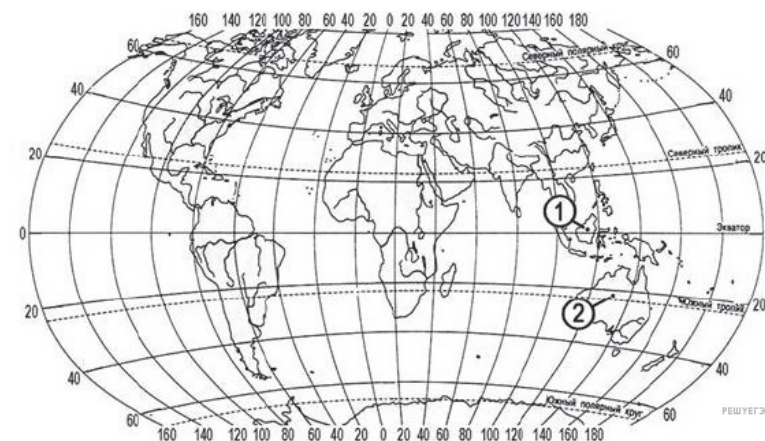 160 140 120 100 80 60 40 20 0 20 40 60 80 100 120 140 160 180
60 Северный полярный круг 60
40 40
20 Северный тропик 20
1
0 Экватор 0
20 Южный тропик 20
2
40 40
60 Южный полярный круг 60
РЕШУЕГЭ
160 140 120 100 80 60 40 20 0 20 40 60 80 100 120 140 160 180